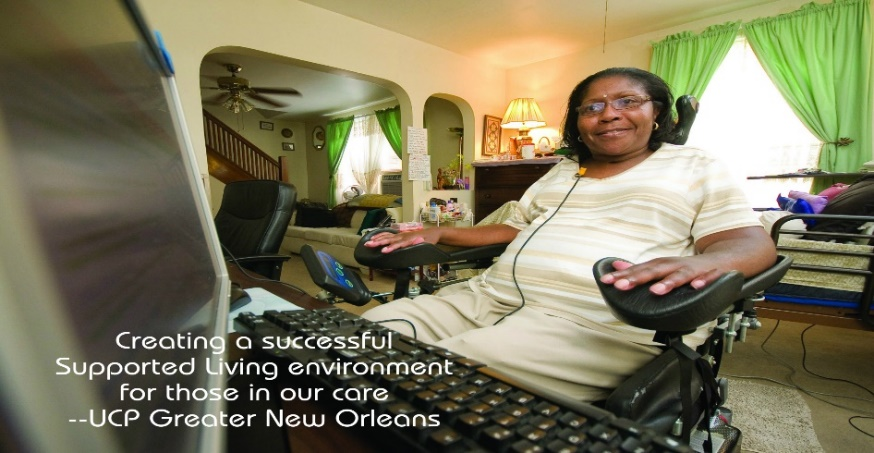 Creating a successful
Supported Living environment
for those in our care
--UCP Greater New Orleans